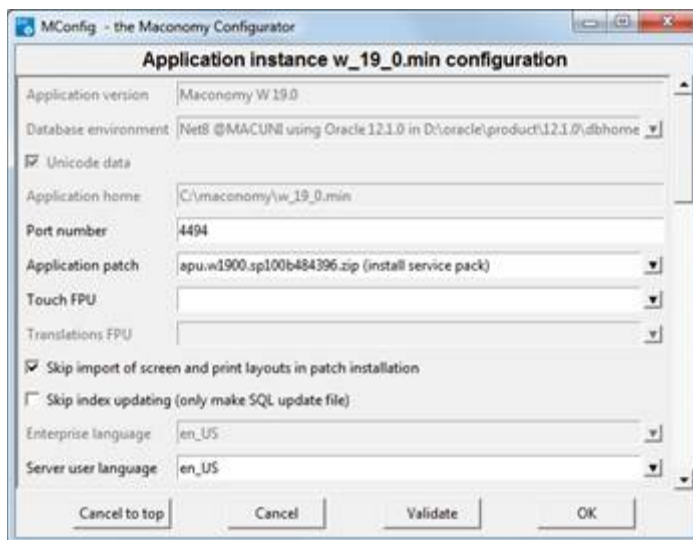 MConfig - the Maconomy Configurator
Application instance w_19_0.min configuration
Application version Maconomy W 19.0
Database environment Net8 @MACUNI using Oracle 12.1.0 in D:\oracle\product\12.1.0\dbhome
Unicode data
Application home C:\maconomy\w_19_0.min
Port number 4494
Application patch apu.w1900.sp100b484396.zip (install service pack)
Touch FPU
Translations FPU
Skip import of screen and print layouts in patch installation
Skip index updating (only make SQL update file)
Enterprise language en_US
Server user language en_US
Cancel to top Cancel Validate OK